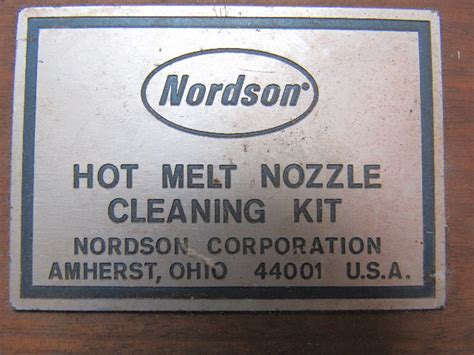 Nordson®
HOT MELT NOZZLE
CLEANING KIT
NORDSON CORPORATION
AMHERST, OHIO 44001 U.S.A.